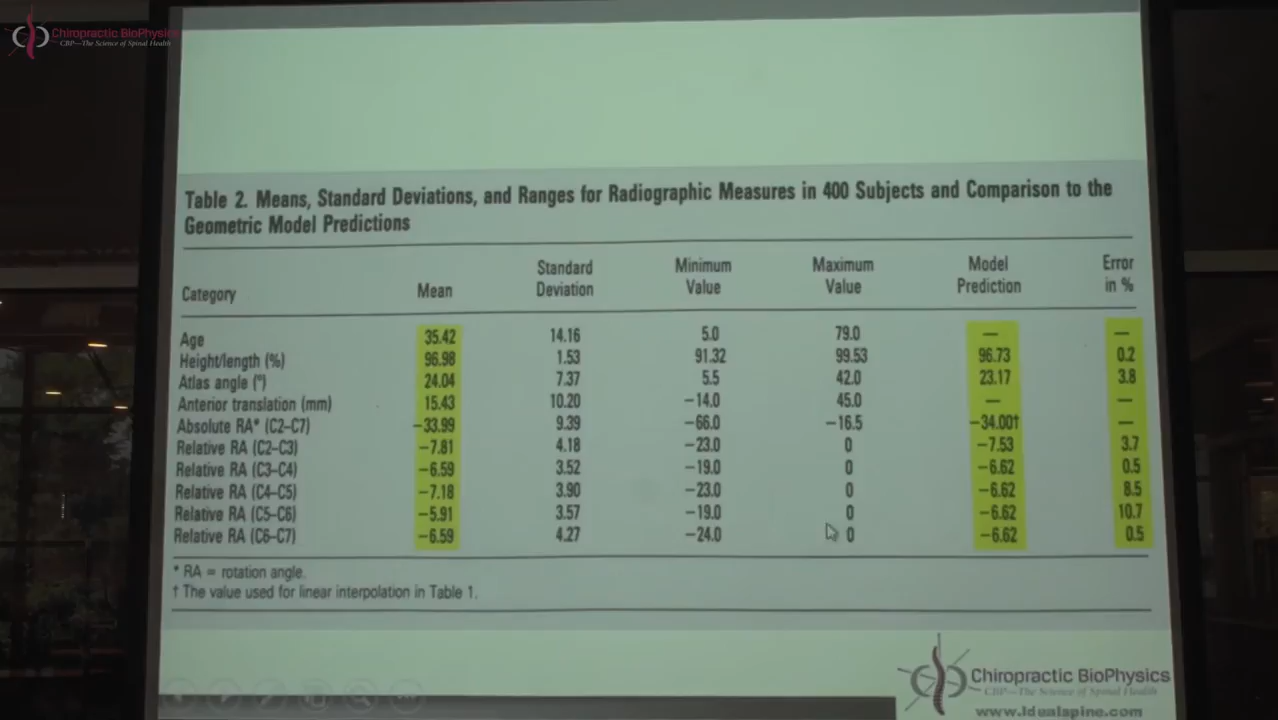 Chiropractic BioPhysics
CBP—The Science of Spinal Health
Table 2. Means, Standard Deviations, and Ranges for Radiographic Measures in 400 Subjects and Comparison to the
Geometric Model Predictions
Category Mean Standard Deviation Minimum Value Maximum Value Model Prediction Error in %
Age 35.42 14.16 5.0 79.0 — —
Height/length (%) 96.98 1.53 91.32 99.53 96.73 0.2
Atlas angle (°) 24.04 7.37 5.5 42.0 23.17 3.8
Anterior translation (mm) 15.43 10.20 −14.0 45.0 — —
Absolute RA* (C2–C7) −33.99 9.39 −66.0 −16.5 −34.00† —
Relative RA (C2–C3) −7.81 4.18 −23.0 0 −7.53 3.7
Relative RA (C3–C4) −6.59 3.52 −19.0 0 −6.62 0.5
Relative RA (C4–C5) −7.18 3.90 −23.0 0 −6.62 8.5
Relative RA (C5–C6) −5.91 3.57 −19.0 0 −6.62 10.7
Relative RA (C6–C7) −6.59 4.27 −24.0 0 −6.62 0.5
* RA = rotation angle.
† The value used for linear interpolation in Table 1.
Chiropractic BioPhysics
CBP—The Science of Spinal Health
www.Idealspine.com